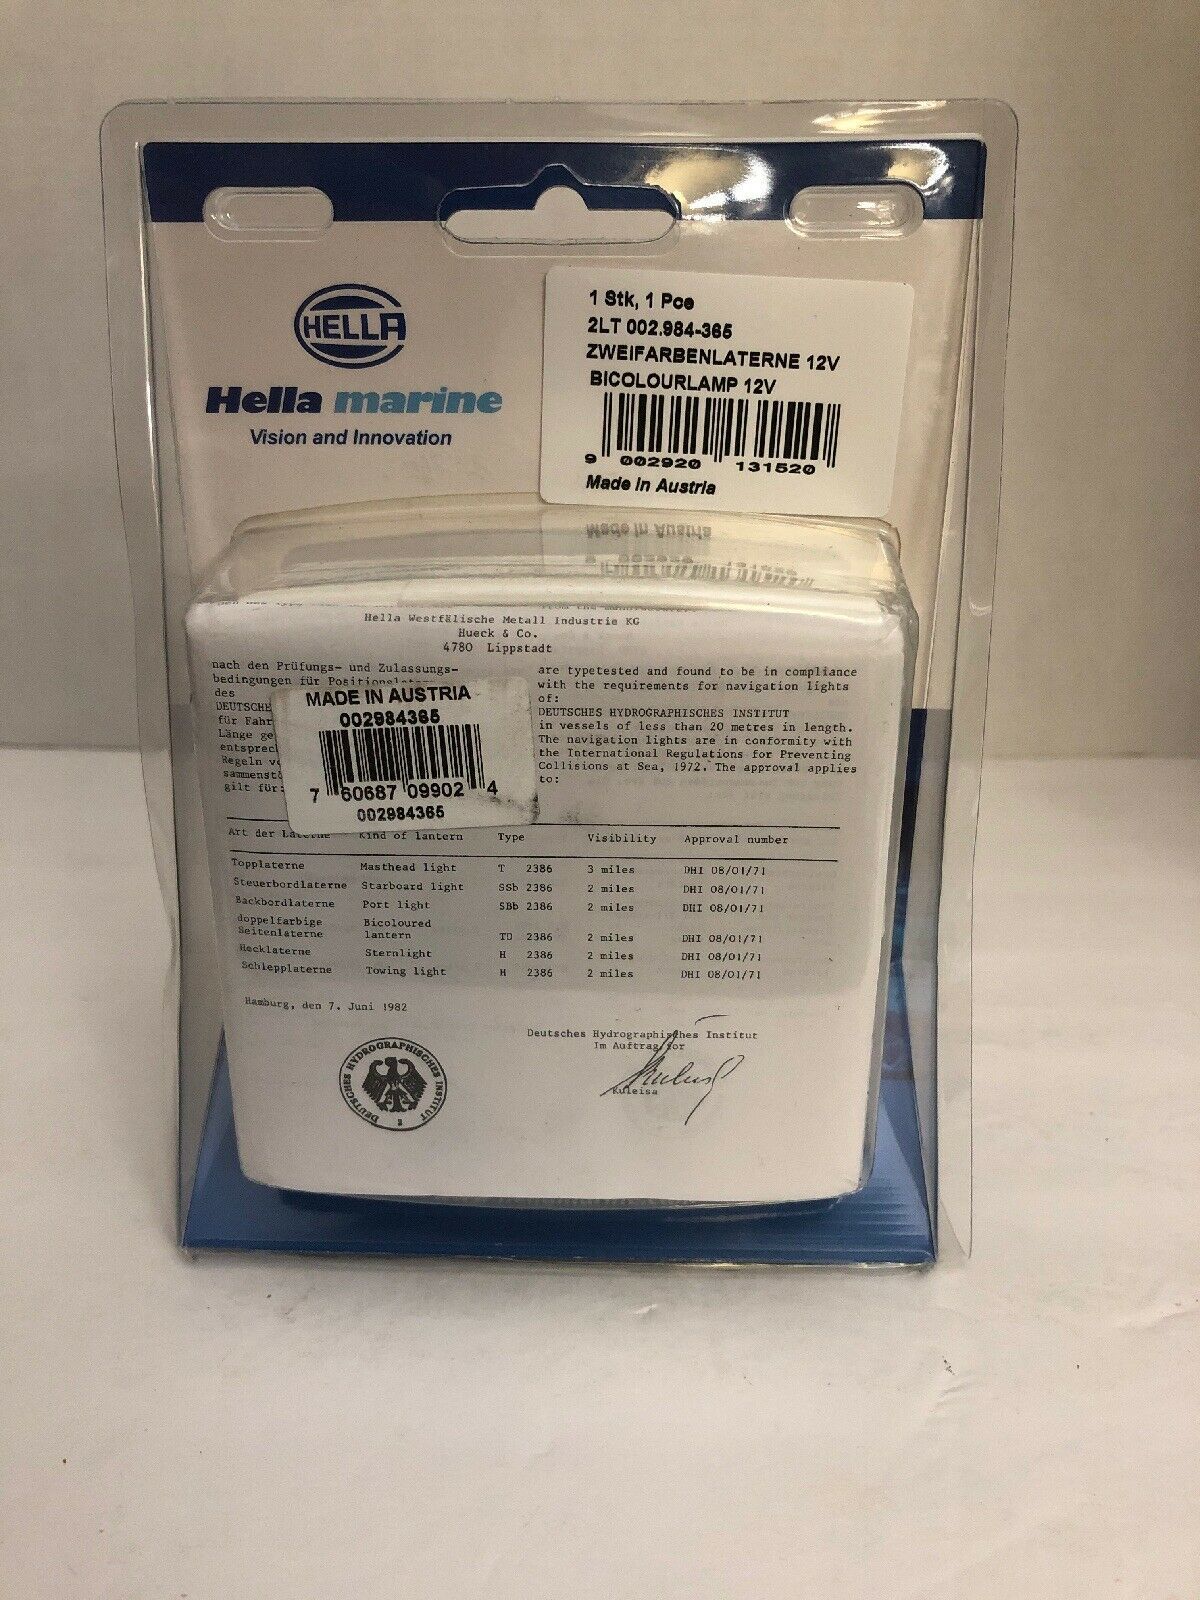 HELLA
Hella marine
Vision and Innovation
1 Stk, 1 Pce
2LT 002.984-365
ZWEIFARBENLATERNE 12V
BICOLOURLAMP 12V
9 002920 131520
Made in Austria
Hella Westfälische Metall Industrie KG
Hueck & Co.
4780 Lippstadt
nach den Prüfungs- und Zulassungs-
bedingungen für
des
DEUTSCHE
für
Länge
Regeln
gilt für:
are typetested and found to be in compliance
with the requirements for navigation lights
of:
DEUTSCHES HYDROGRAPHISCHES INSTITUT
in vessels of less than 20 metres in length.
The navigation lights are in conformity with
the International Regulations for Preventing
Collisions at Sea, 1972. The approval applies
to:
MADE IN AUSTRIA
002984365
7 60687 09902 4
002984365
Art der Laterne Kind of lantern Type Visibility Approval number
Topplaterne Masthead light T 2386 3 miles DHI 08/01/71
Steuerbordlaterne Starboard light SSb 2386 2 miles DHI 08/01/71
Backbordlaterne Port light SBb 2386 2 miles DHI 08/01/71
doppelfarbige Bicoloured
Seitenlaterne lantern TD 2386 2 miles DHI 08/01/71
Hecklaterne Sternlight H 2386 2 miles DHI 08/01/71
Schlepplaterne Towing light H 2386 2 miles DHI 08/01/71
Hamburg, den 7. Juni 1982
Deutsches Hydrographisches Institut
Im Auftrag/for
Kuleisa
DEUTSCHES HYDROGRAPHISCHES INSTITUT